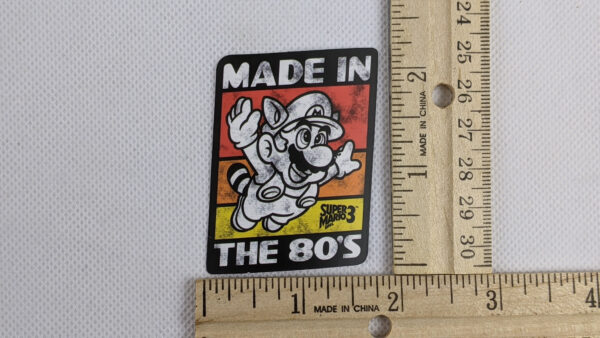 MADE IN
M
SUPER
MARIO 3
BROS.
THE 80'S
24
25
26
27
28
29
30
2
1
MADE IN CHINA
1
2
3
4
MADE IN CHINA